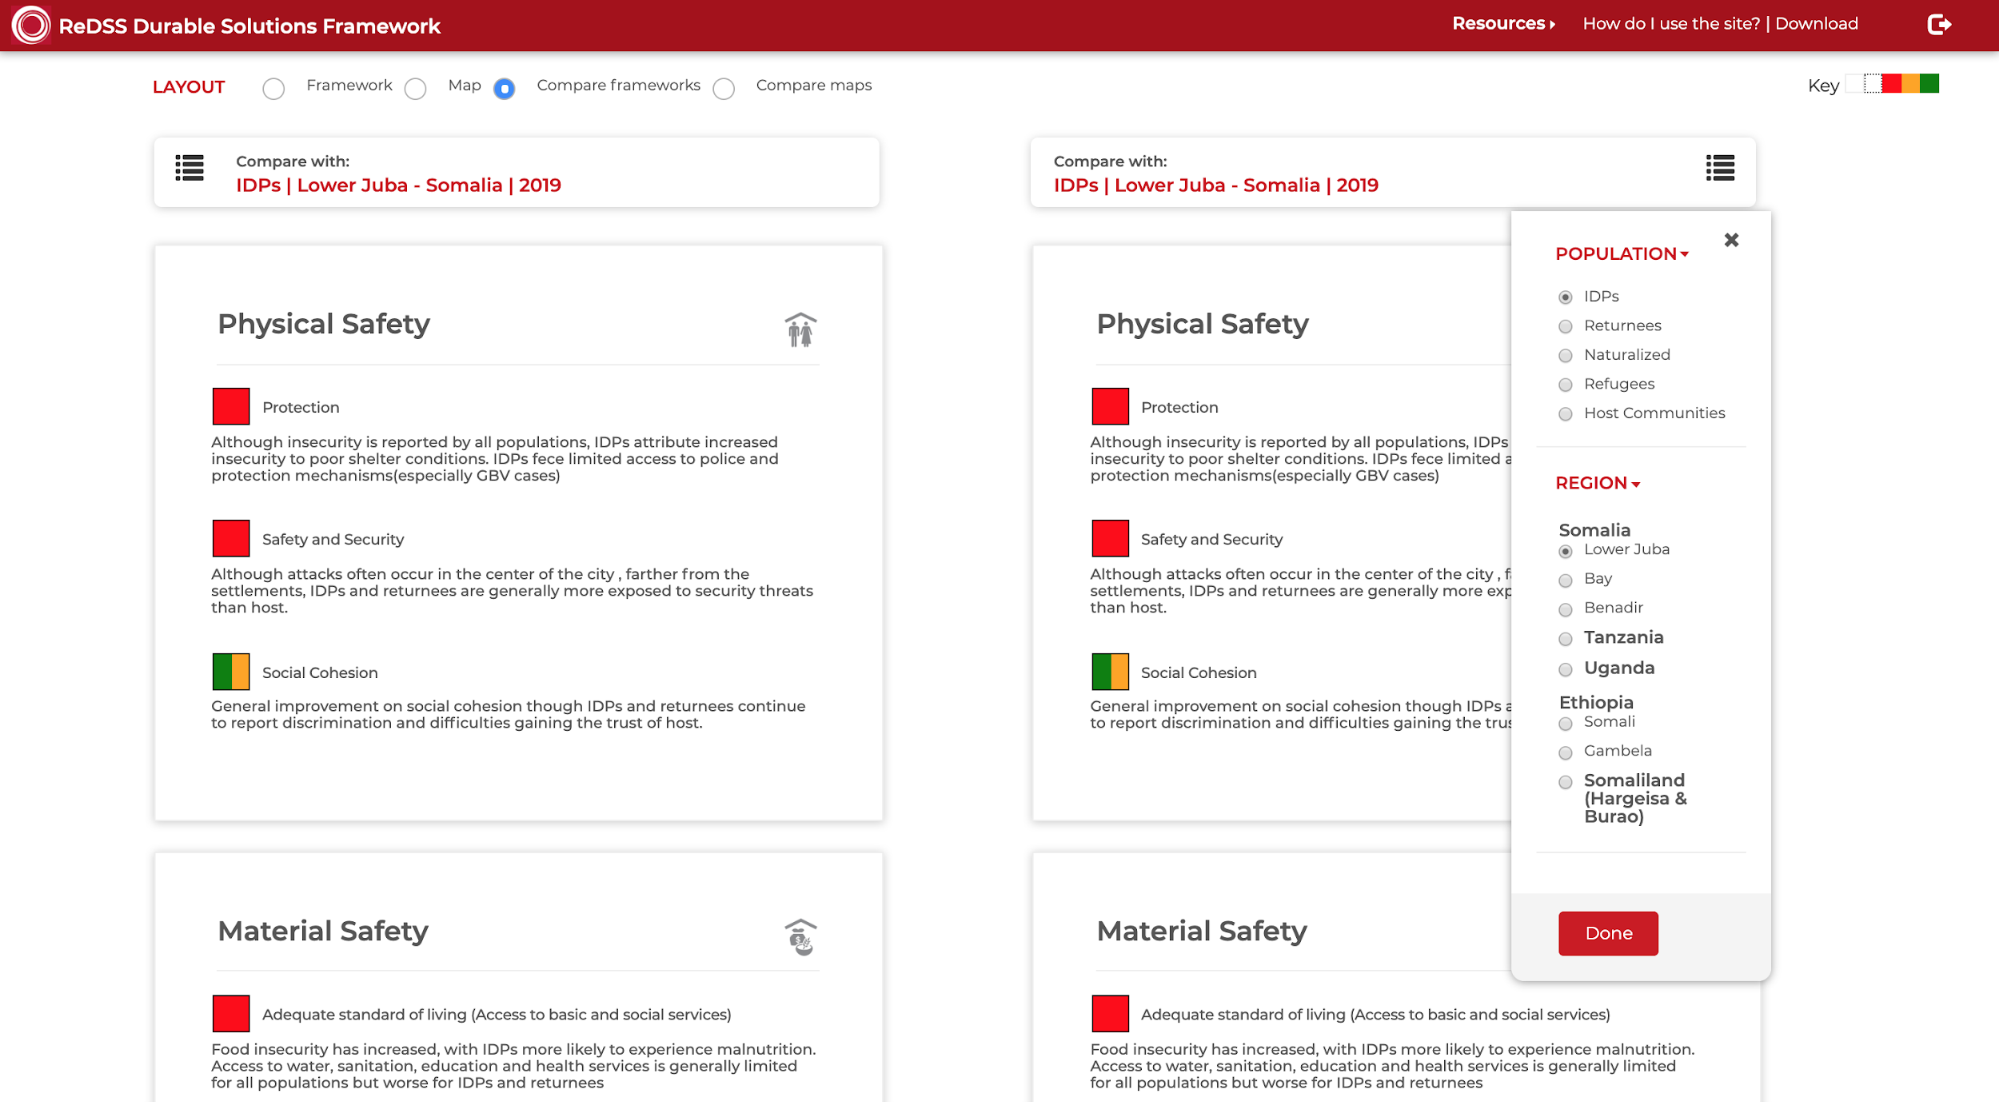 ReDSS Durable Solutions Framework
Resources
How do I use the site? | Download
LAYOUT
Framework
Map
Compare frameworks
Compare maps
Key
Compare with:
IDPs | Lower Juba - Somalia | 2019
Compare with:
IDPs | Lower Juba - Somalia | 2019
Physical Safety
Protection
Although insecurity is reported by all populations, IDPs attribute increased
insecurity to poor shelter conditions. IDPs fece limited access to police and
protection mechanisms(especially GBV cases)
Safety and Security
Although attacks often occur in the center of the city , farther from the
settlements, IDPs and returnees are generally more exposed to security threats
than host.
Social Cohesion
General improvement on social cohesion though IDPs and returnees continue
to report discrimination and difficulties gaining the trust of host.
Material Safety
Adequate standard of living (Access to basic and social services)
Food insecurity has increased, with IDPs more likely to experience malnutrition.
Access to water, sanitation, education and health services is generally limited
for all populations but worse for IDPs and returnees
Physical Safety
Protection
Although insecurity is reported by all populations, IDPs
insecurity to poor shelter conditions. IDPs fece limited
protection mechanisms(especially GBV cases)
Safety and Security
Although attacks often occur in the center of the city ,
settlements, IDPs and returnees are generally more
than host.
Social Cohesion
General improvement on social cohesion though IDPs
to report discrimination and difficulties gaining the
Material Safety
Adequate standard of living (Access to basic and social services)
Food insecurity has increased, with IDPs more likely to experience malnutrition.
Access to water, sanitation, education and health services is generally limited
for all populations but worse for IDPs and returnees
POPULATION
IDPs
Returnees
Naturalized
Refugees
Host Communities
REGION
Somalia
Lower Juba
Bay
Benadir
Tanzania
Uganda
Ethiopia
Somali
Gambela
Somaliland
(Hargeisa &
Burao)
Done